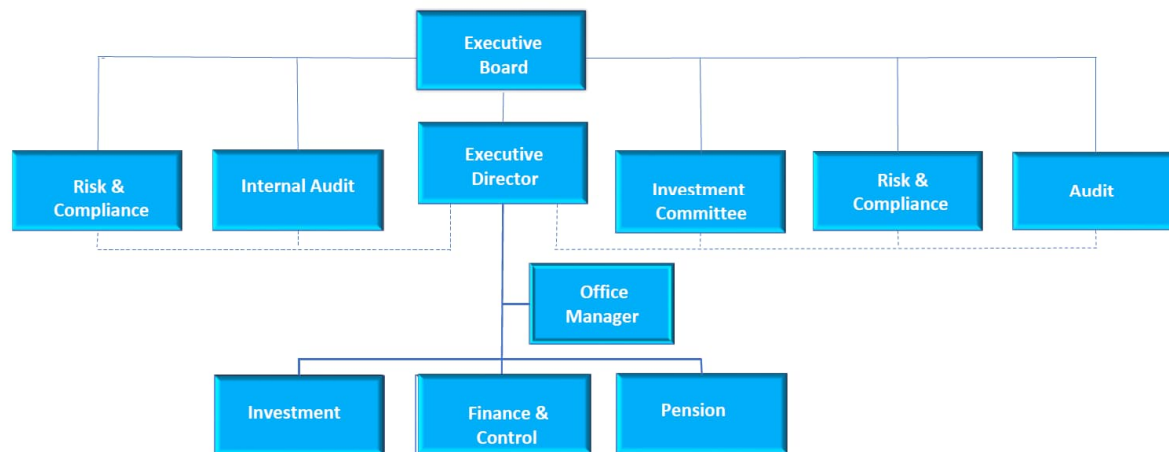 Executive
Board
Risk &
Compliance
Internal Audit
Executive
Director
Investment
Committee
Risk &
Compliance
Audit
Office
Manager
Investment
Finance &
Control
Pension